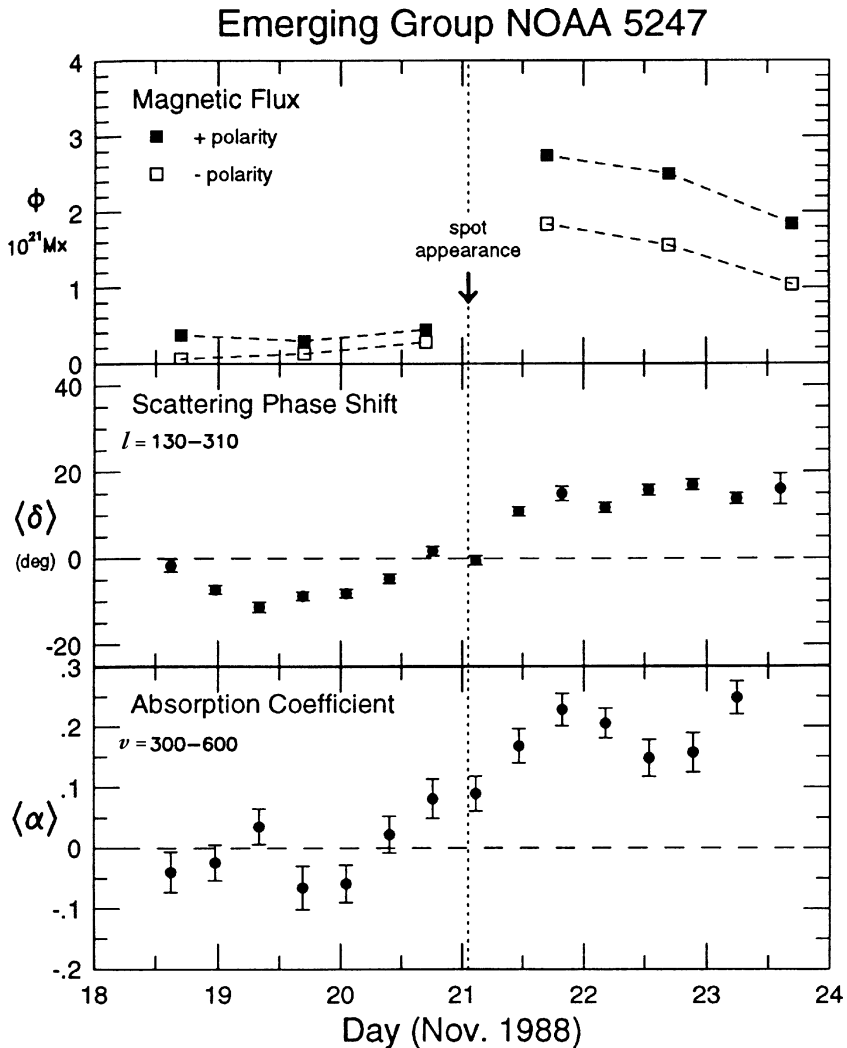 Emerging Group NOAA 5247
4
3
2
1
0
Magnetic Flux
+ polarity
- polarity
ϕ
10²¹Mx
spot
appearance
40
20
0
-20
Scattering Phase Shift
l = 130–310
⟨δ⟩
(deg)
.3
.2
.1
0
-.1
-.2
Absorption Coefficient
ν = 300–600
⟨α⟩
18 19 20 21 22 23 24
Day (Nov. 1988)